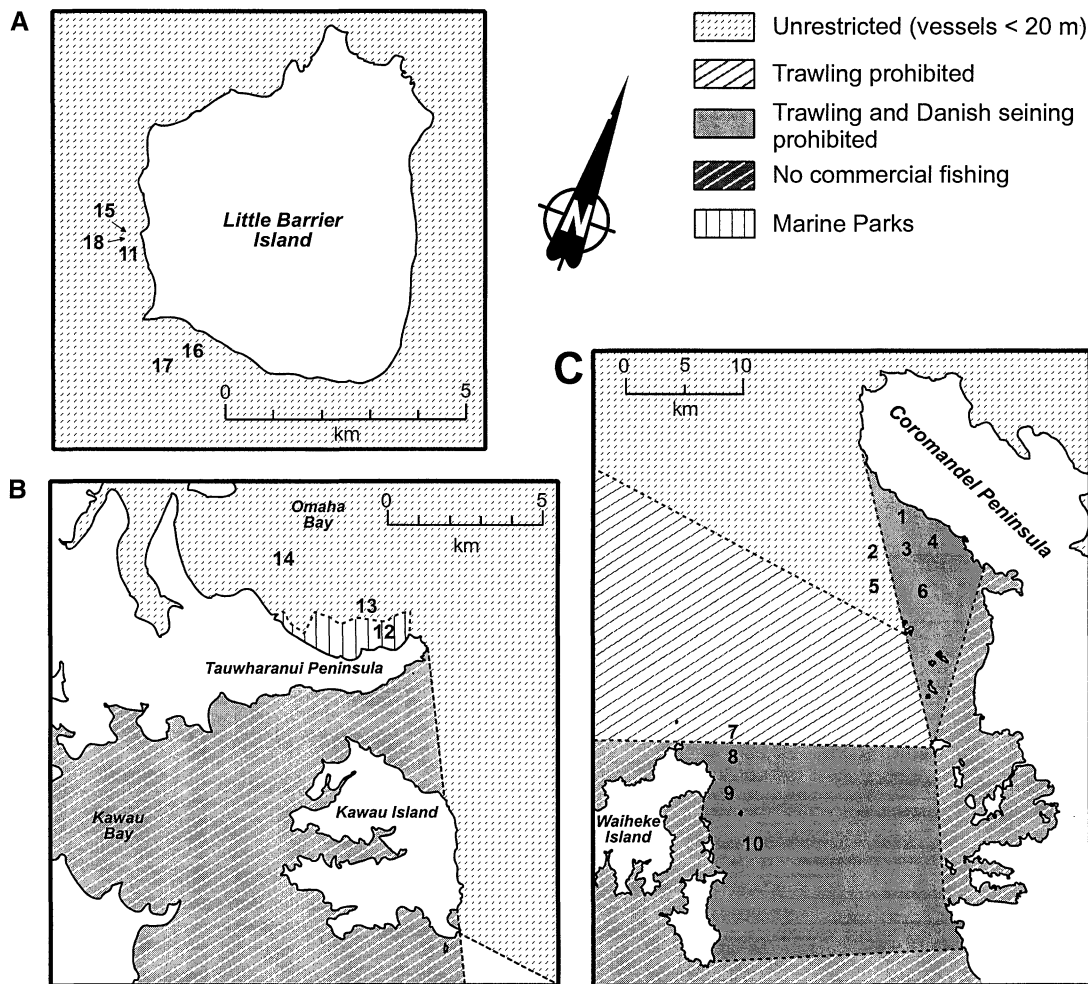 A
Little Barrier
Island
15
18
11
16
17
0
5
km
N
Unrestricted (vessels < 20 m)
Trawling prohibited
Trawling and Danish seining
prohibited
No commercial fishing
Marine Parks
B
Omaha
Bay
0
5
km
14
13
12
Tauwharanui Peninsula
Kawau Island
Kawau
Bay
C
0
5
10
km
Coromandel Peninsula
1
2
3
4
5
6
7
8
9
10
Waiheke
Island